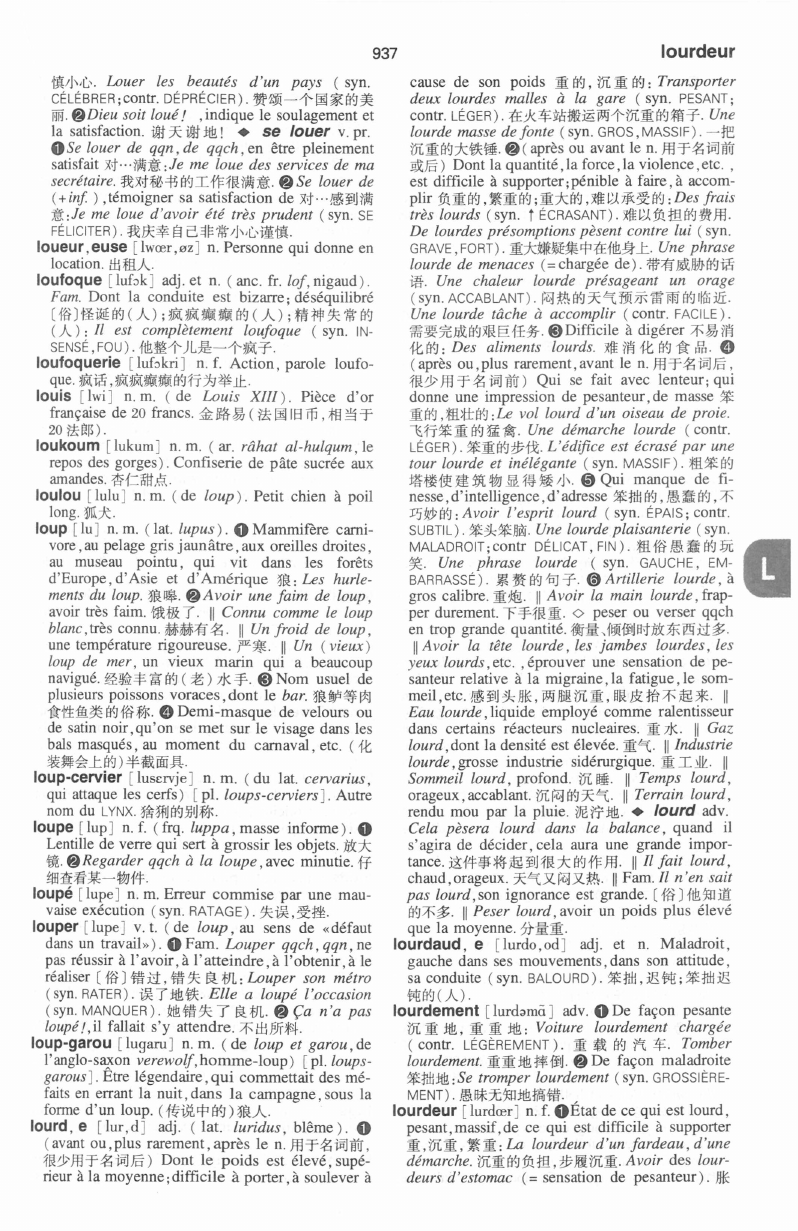 937
lourdeur
慎小心. Louer les beautés d'un pays ( syn.
CÉLÉBRER;contr. DÉPRÉCIER). 赞颂一个国家的美
丽. ❷Dieu soit loué! ,indique le soulagement et
la satisfaction. 谢天谢地! ◆ se louer v. pr.
❶Se louer de qqn,de qqch,en être pleinement
satisfait 对…满意:Je me loue des services de ma
secrétaire. 我对秘书的工作很满意. ❷Se louer de
(+inf. ),témoigner sa satisfaction de 对…感到满
意:Je me loue d'avoir été très prudent (syn. SE
FÉLICITER). 我庆幸自己非常小心谨慎.
loueur,euse [lwœr,øz] n. Personne qui donne en
location. 出租人.
loufoque [lufɔk] adj. et n. (anc. fr. lof,nigaud).
Fam. Dont la conduite est bizarre; déséquilibré
[俗]怪诞的(人);疯疯癫癫的(人);精神失常的
(人): Il est complètement loufoque ( syn. IN-
SENSÉ,FOU). 他整个儿是一个疯子.
loufoquerie [lufɔkri] n. f. Action, parole loufo-
que. 疯话,疯疯癫癫的行为举止.
louis [lwi] n. m. ( de Louis XIII). Pièce d'or
française de 20 francs. 金路易(法国旧币,相当于
20法郎).
loukoum [lukum] n. m. (ar. râhat al-hulqum,le
repos des gorges). Confiserie de pâte sucrée aux
amandes. 杏仁甜点.
loulou [lulu] n. m. (de loup). Petit chien à poil
long. 狐犬.
loup [lu] n. m. (lat. lupus). ❶ Mammifère carni-
vore,au pelage gris jaunâtre,aux oreilles droites,
au museau pointu, qui vit dans les forêts
d'Europe,d'Asie et d'Amérique 狼: Les hurle-
ments du loup. 狼嗥. ❷Avoir une faim de loup,
avoir très faim. 饿极了. ‖ Connu comme le loup
blanc,très connu. 赫赫有名. ‖ Un froid de loup,
une température rigoureuse. 严寒. ‖ Un (vieux)
loup de mer, un vieux marin qui a beaucoup
navigué. 经验丰富的(老)水手. ❸Nom usuel de
plusieurs poissons voraces,dont le bar. 狼鲈等肉
食性鱼类的俗称. ❹Demi-masque de velours ou
de satin noir,qu'on se met sur le visage dans les
bals masqués, au moment du carnaval, etc. (化
装舞会上的)半截面具.
loup-cervier [lusɛrvje] n. m. (du lat. cervarius,
qui attaque les cerfs) [pl. loups-cerviers]. Autre
nom du LYNX. 猞猁的别称.
loupe [lup] n. f. (frq. luppa,masse informe). ❶
Lentille de verre qui sert à grossir les objets. 放大
镜. ❷Regarder qqch à la loupe,avec minutie. 仔
细查看某一物件.
loupé [lupe] n. m. Erreur commise par une mau-
vaise exécution (syn. RATAGE). 失误,受挫.
louper [lupe] v. t. (de loup, au sens de «défaut
dans un travail»). ❶Fam. Louper qqch,qqn,ne
pas réussir à l'avoir,à l'atteindre,à l'obtenir,à le
réaliser [俗]错过,错失良机: Louper son métro
(syn. RATER). 误了地铁. Elle a loupé l'occasion
(syn. MANQUER). 她错失了良机. ❷Ça n'a pas
loupé!,il fallait s'y attendre. 不出所料.
loup-garou [lugaru] n. m. (de loup et garou,de
l'anglo-saxon verewolf,homme-loup) [pl. loups-
garous]. Être légendaire,qui commettait des mé-
faits en errant la nuit,dans la campagne,sous la
forme d'un loup. (传说中的)狼人.
lourd,e [lur,d] adj. (lat. luridus, blême). ❶
(avant ou,plus rarement,après le n. 用于名词前,
很少用于名词后) Dont le poids est élevé,supé-
rieur à la moyenne;difficile à porter,à soulever à
cause de son poids 重的,沉重的: Transporter
deux lourdes malles à la gare (syn. PESANT;
contr. LÉGER). 在火车站搬运两个沉重的箱子. Une
lourde masse de fonte (syn. GROS,MASSIF). 一把
沉重的大铁锤. ❷(après ou avant le n. 用于名词前
或后) Dont la quantité,la force,la violence,etc. ,
est difficile à supporter;pénible à faire,à accom-
plir 负重的,繁重的;重大的,难以承受的:Des frais
très lourds (syn. ↑ÉCRASANT). 难以负担的费用.
De lourdes présomptions pèsent contre lui (syn.
GRAVE,FORT). 重大嫌疑集中在他身上. Une phrase
lourde de menaces (=chargée de). 带有威胁的话
语. Une chaleur lourde présageant un orage
(syn. ACCABLANT). 闷热的天气预示雷雨的临近.
Une lourde tâche à accomplir (contr. FACILE).
需要完成的艰巨任务. ❸Difficile à digérer 不易消
化的: Des aliments lourds. 难消化的食品. ❹
(après ou,plus rarement,avant le n. 用于名词后,
很少用于名词前) Qui se fait avec lenteur; qui
donne une impression de pesanteur,de masse 笨
重的,粗壮的:Le vol lourd d'un oiseau de proie.
飞行笨重的猛禽. Une démarche lourde (contr.
LÉGER). 笨重的步伐. L'édifice est écrasé par une
tour lourde et inélégante (syn. MASSIF). 粗笨的
塔楼使建筑物显得矮小. ❺Qui manque de fi-
nesse,d'intelligence,d'adresse 笨拙的,愚蠢的,不
巧妙的: Avoir l'esprit lourd (syn. ÉPAIS; contr.
SUBTIL). 笨头笨脑. Une lourde plaisanterie (syn.
MALADROIT;contr DÉLICAT,FIN). 粗俗愚蠢的玩
笑. Une phrase lourde ( syn. GAUCHE, EM-
BARRASSÉ). 累赘的句子. ❻Artillerie lourde,à
gros calibre. 重炮. ‖ Avoir la main lourde,frap-
per durement. 下手很重. ◇ peser ou verser qqch
en trop grande quantité. 衡量、倾倒时放东西过多.
‖ Avoir la tête lourde, les jambes lourdes, les
yeux lourds,etc. ,éprouver une sensation de pe-
santeur relative à la migraine,la fatigue,le som-
meil,etc. 感到头胀,两腿沉重,眼皮抬不起来. ‖
Eau lourde,liquide employé comme ralentisseur
dans certains réacteurs nucleaires. 重水. ‖ Gaz
lourd,dont la densité est élevée. 重气. ‖ Industrie
lourde,grosse industrie sidérurgique. 重工业. ‖
Sommeil lourd, profond. 沉睡. ‖ Temps lourd,
orageux,accablant. 沉闷的天气. ‖ Terrain lourd,
rendu mou par la pluie. 泥泞地. ◆ lourd adv.
Cela pèsera lourd dans la balance, quand il
s'agira de décider,cela aura une grande impor-
tance. 这件事将起到很大的作用. ‖ Il fait lourd,
chaud,orageux. 天气又闷又热. ‖ Fam. Il n'en sait
pas lourd,son ignorance est grande. [俗]他知道
的不多. ‖ Peser lourd,avoir un poids plus élevé
que la moyenne. 分量重.
lourdaud, e [lurdo,od] adj. et n. Maladroit,
gauche dans ses mouvements,dans son attitude,
sa conduite (syn. BALOURD). 笨拙,迟钝;笨拙迟
钝的(人).
lourdement [lurdəmɑ̃] adv. ❶De façon pesante
沉重地,重重地: Voiture lourdement chargée
( contr. LÉGÈREMENT). 重载的汽车. Tomber
lourdement. 重重地摔倒. ❷De façon maladroite
笨拙地:Se tromper lourdement (syn. GROSSIÈRE-
MENT). 愚昧无知地搞错.
lourdeur [lurdœr] n. f. ❶État de ce qui est lourd,
pesant,massif,de ce qui est difficile à supporter
重,沉重,繁重: La lourdeur d'un fardeau, d'une
démarche. 沉重的负担,步履沉重. Avoir des lour-
deurs d'estomac (= sensation de pesanteur). 胀
L